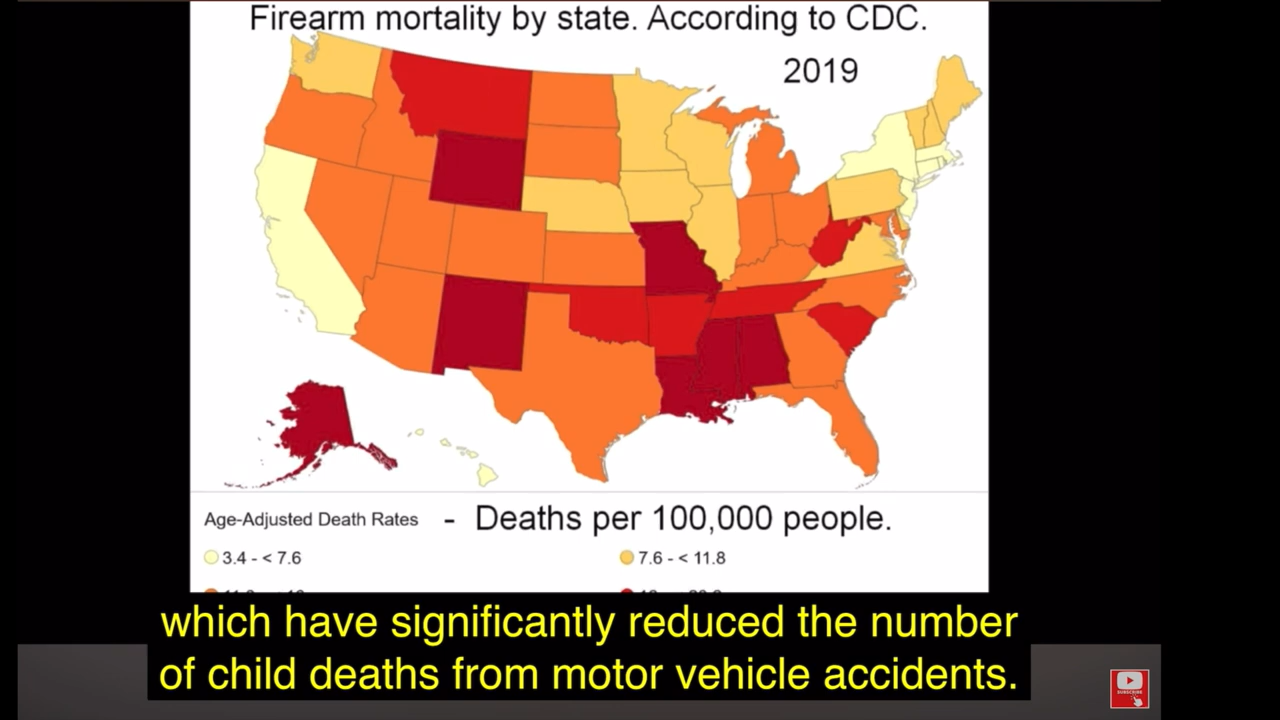 Firearm mortality by state. According to CDC.
2019
Age-Adjusted Death Rates - Deaths per 100,000 people.
3.4 - < 7.6
7.6 - < 11.8
which have significantly reduced the number
of child deaths from motor vehicle accidents.
SUBSCRIBE